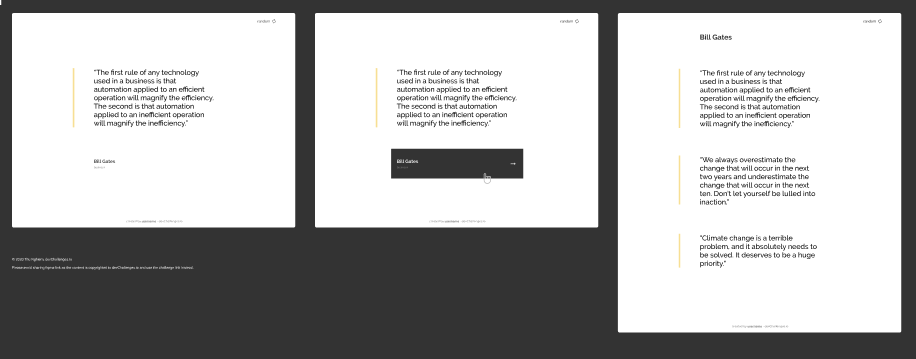 random
"The first rule of any technology
used in a business is that
automation applied to an efficient
operation will magnify the efficiency.
The second is that automation
applied to an inefficient operation
will magnify the inefficiency."
Bill Gates
random
"The first rule of any technology
used in a business is that
automation applied to an efficient
operation will magnify the efficiency.
The second is that automation
applied to an inefficient operation
will magnify the inefficiency."
Bill Gates
→
random
Bill Gates
"The first rule of any technology
used in a business is that
automation applied to an efficient
operation will magnify the efficiency.
The second is that automation
applied to an inefficient operation
will magnify the inefficiency."
"We always overestimate the
change that will occur in the next
two years and underestimate the
change that will occur in the next
ten. Don't let yourself be lulled into
inaction."
"Climate change is a terrible
problem, and it absolutely needs to
be solved. It deserves to be a huge
priority."